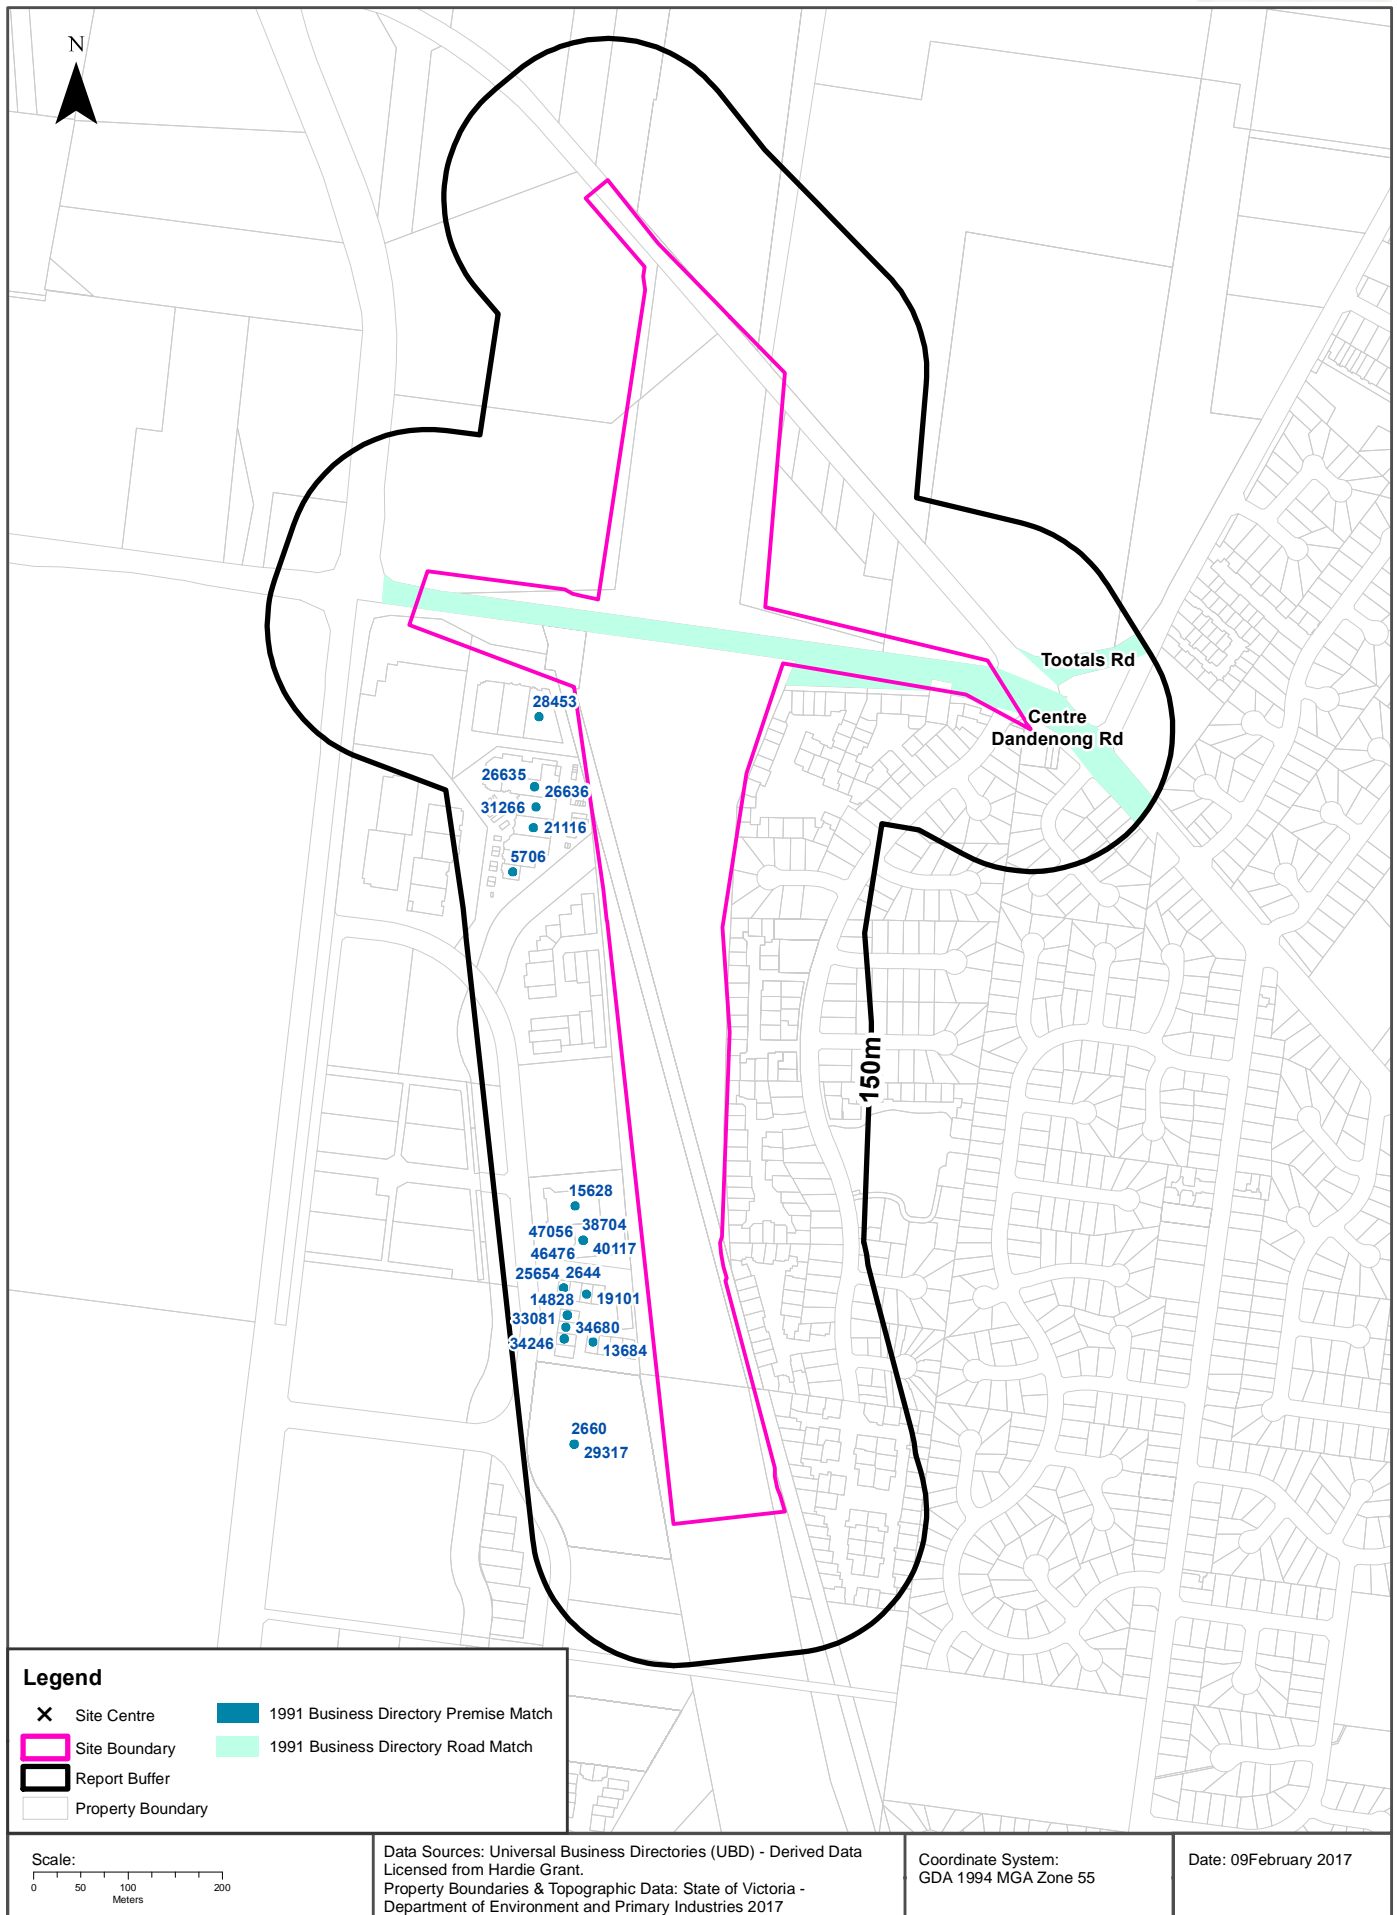 N
Tootals Rd
Centre
Dandenong Rd
28453
26635
26636
31266
21116
5706
150m
15628
38704
47056
40117
46476
25654 2644
19101
14828
33081
34680
34246
13684
2660
29317
Legend
Site Centre
Site Boundary
Report Buffer
Property Boundary
1991 Business Directory Premise Match
1991 Business Directory Road Match
Scale:
0 50 100 200
Meters
Data Sources: Universal Business Directories (UBD) - Derived Data
Licensed from Hardie Grant.
Property Boundaries & Topographic Data: State of Victoria -
Department of Environment and Primary Industries 2017
Coordinate System:
GDA 1994 MGA Zone 55
Date: 09February 2017